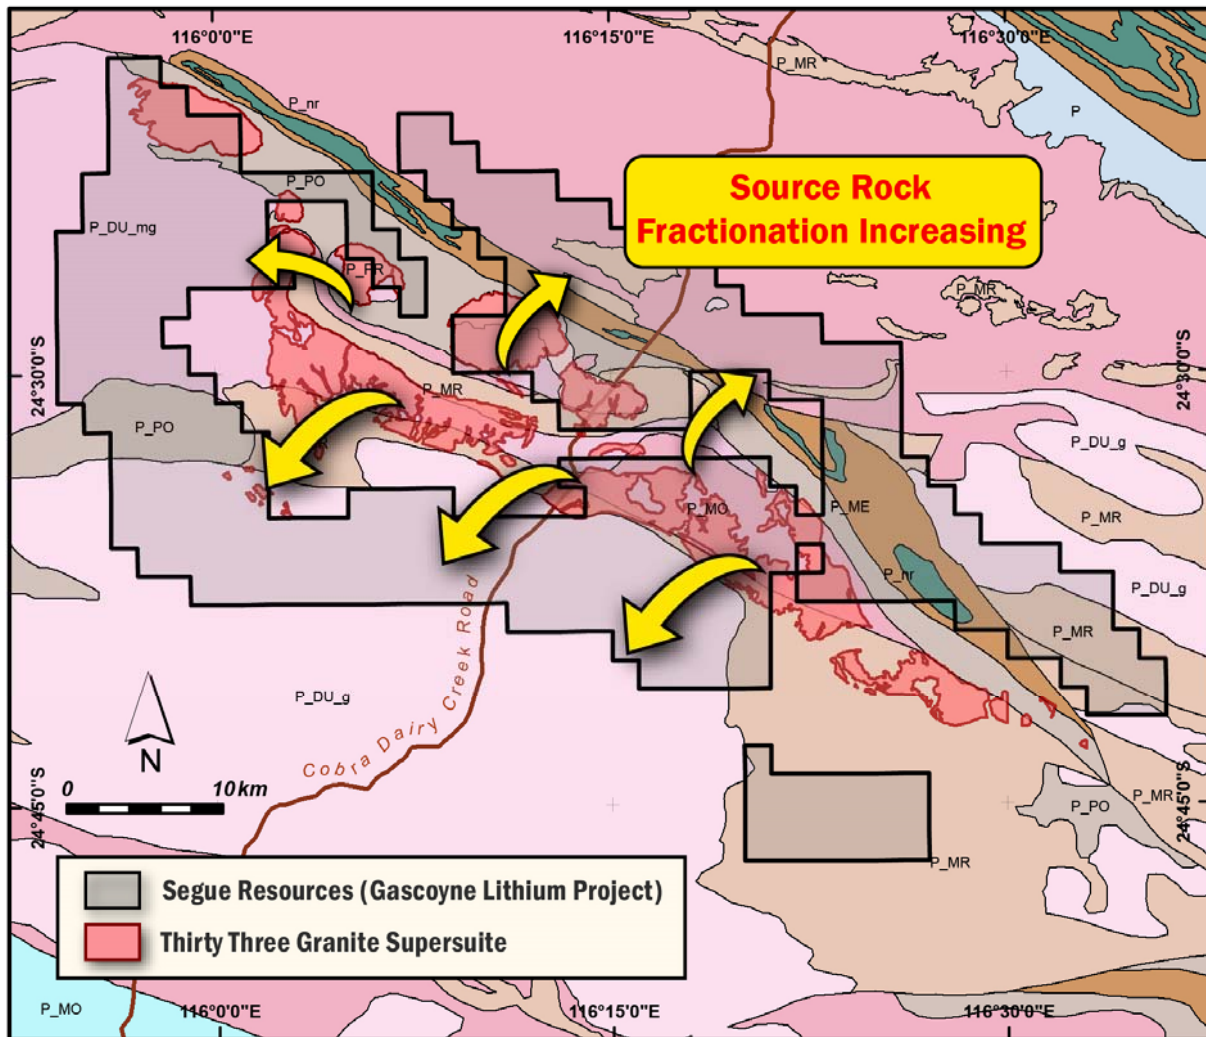 116°0'0"E
116°15'0"E
116°30'0"E
P_MR
P_nr
P
P_PO
Source Rock
Fractionation Increasing
P_DU_mg
P_MR
24°30'0"S
24°30'0"S
P_MR
P_PO
P_DU_g
P_MO
P_ME
P_MR
P_nr
P_DU_g
P_MR
P_DU_g
Cobra Dairy Creek Road
N
0 10 km
24°45'0"S
24°45'0"S
P_MR
P_PO
P_MR
Segue Resources (Gascoyne Lithium Project)
Thirty Three Granite Supersuite
P_MO
116°0'0"E
116°15'0"E
116°30'0"E